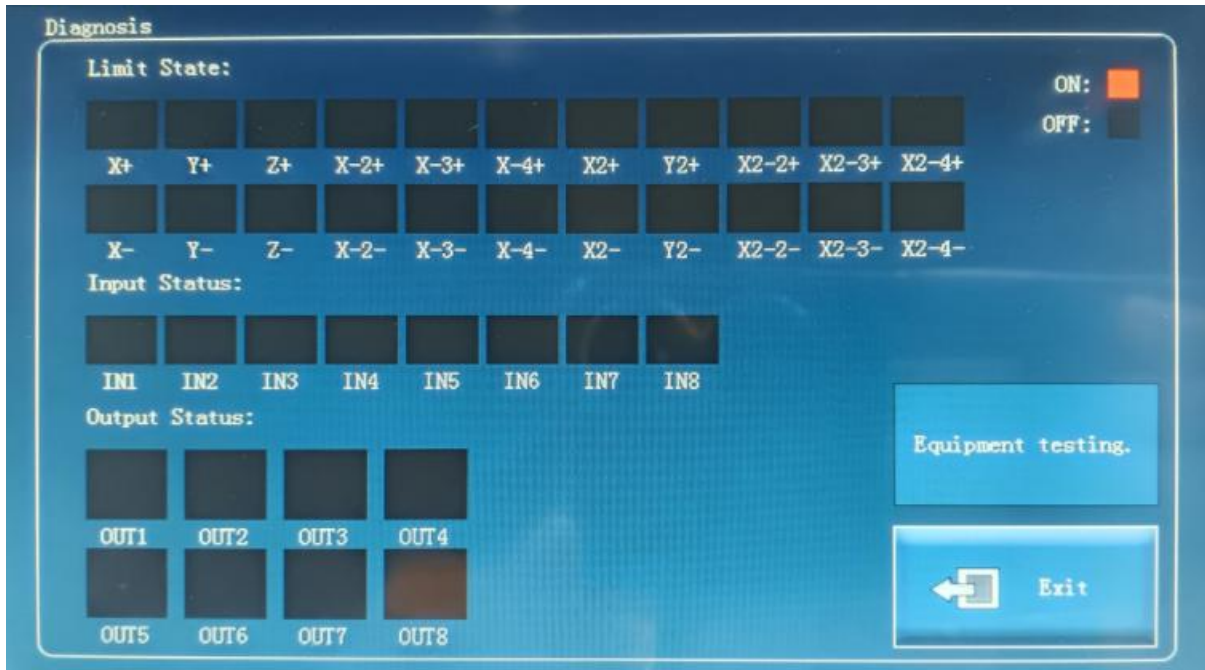 Diagnosis
Limit State:
ON:
OFF:
X+ Y+ Z+ X-2+ X-3+ X-4+ X2+ Y2+ X2-2+ X2-3+ X2-4+
X- Y- Z- X-2- X-3- X-4- X2- Y2- X2-2- X2-3- X2-4-
Input Status:
IN1 IN2 IN3 IN4 IN5 IN6 IN7 IN8
Output Status:
Equipment testing.
OUT1 OUT2 OUT3 OUT4
Exit
OUT5 OUT6 OUT7 OUT8